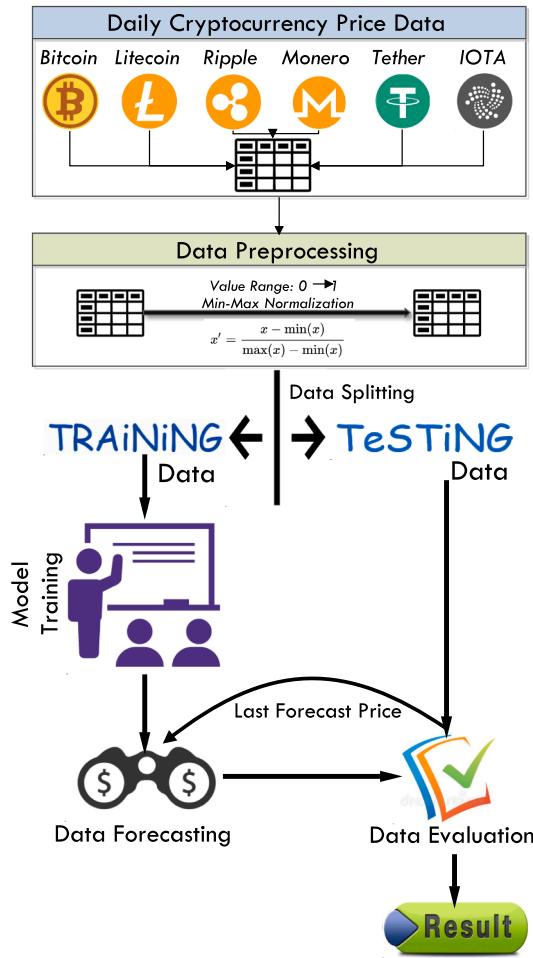 Daily Cryptocurrency Price Data
Bitcoin Litecoin Ripple Monero Tether IOTA
Data Preprocessing
Value Range: 0 → 1
Min-Max Normalization
x′ = (x − min(x)) / (max(x) − min(x))
Data Splitting
TRAiNiNG
Data
TeSTiNG
Data
Model
Training
Last Forecast Price
$ $
Data Forecasting
Data Evaluation
Result